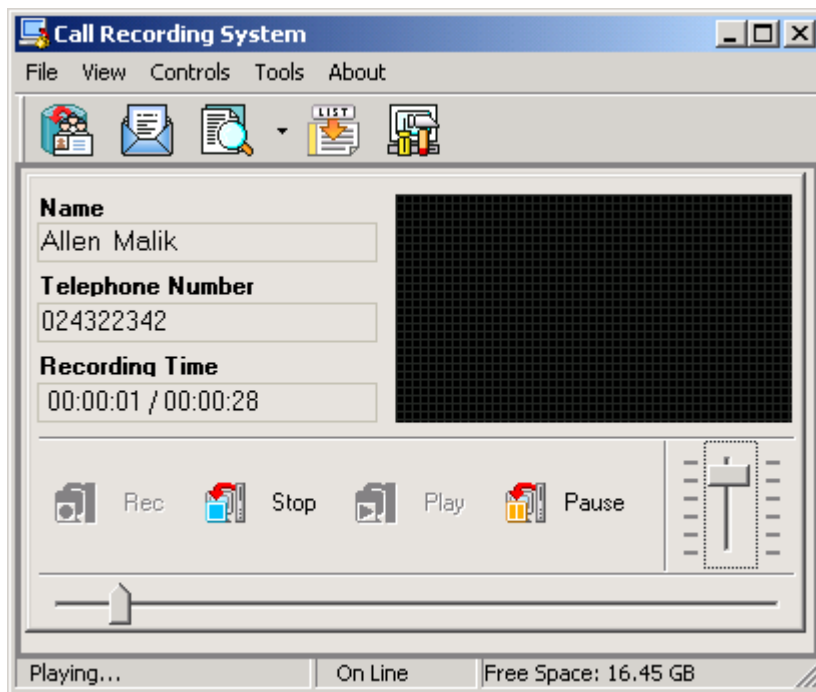 Call Recording System
File View Controls Tools About
LIST
Name
Allen Malik
Telephone Number
024322342
Recording Time
00:00:01 / 00:00:28
Rec Stop Play Pause
Playing... On Line Free Space: 16.45 GB